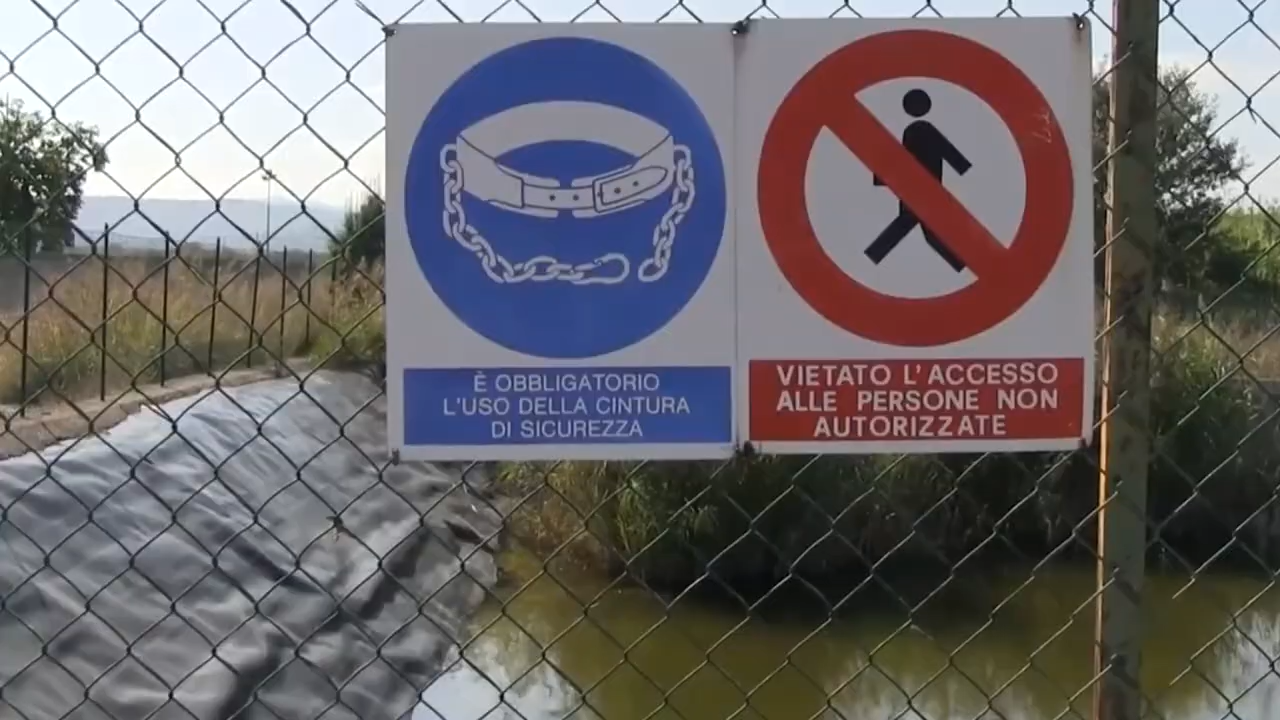 È OBBLIGATORIO
L'USO DELLA CINTURA
DI SICUREZZA
VIETATO L'ACCESSO
ALLE PERSONE NON
AUTORIZZATE